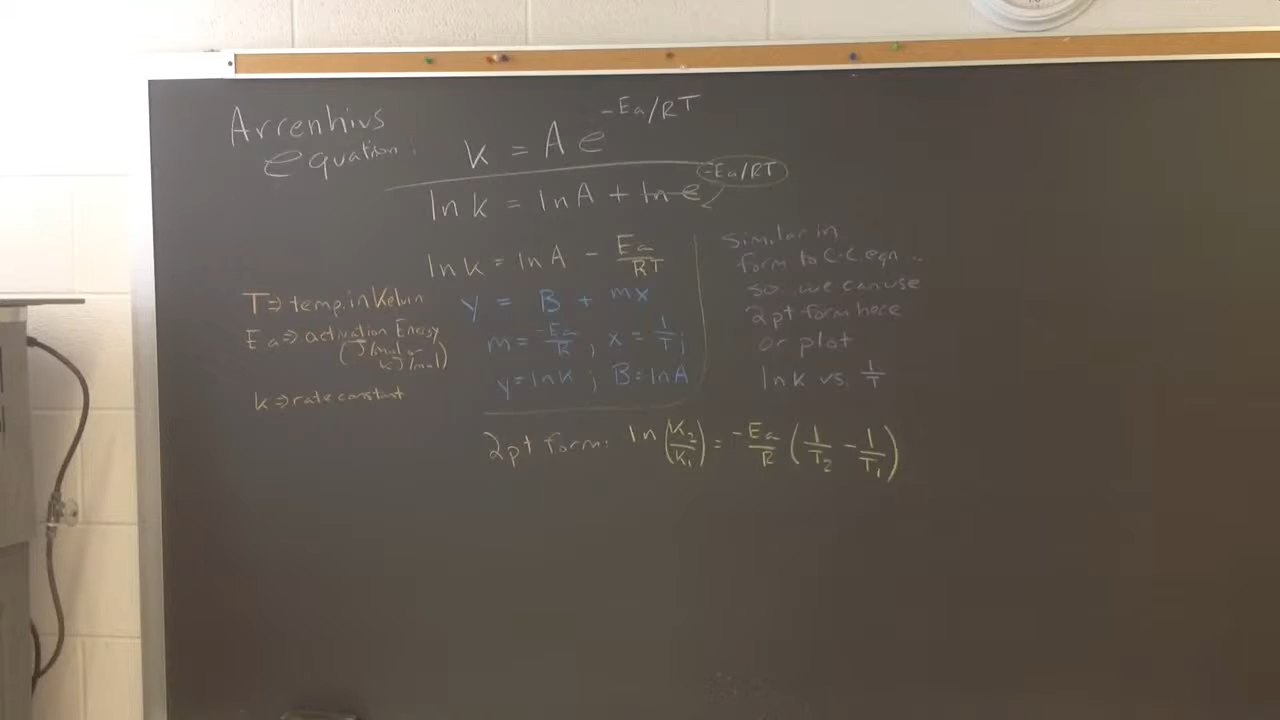 Arrenhius
equation: k = A e^-Ea/RT
ln k = ln A + ln e^-Ea/RT
ln k = ln A - Ea/RT
y = B + mx
m = -Ea/R ; x = 1/T ;
y = ln k ; B = ln A
T => temp. in Kelvin
Ea => activation Energy
(J/mol or
kJ/mol)
k => rate constant
Similar in
form to C.C. eqn...
so...we can use
2pt form here
or plot
ln k vs. 1/T
2pt form: ln (K2/K1) = -Ea/R (1/T2 - 1/T1)